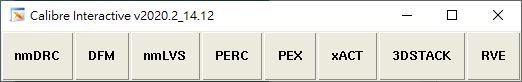 Calibre Interactive v2020.2_14.12
nmDRC DFM nmLVS PERC PEX xACT 3DSTACK RVE